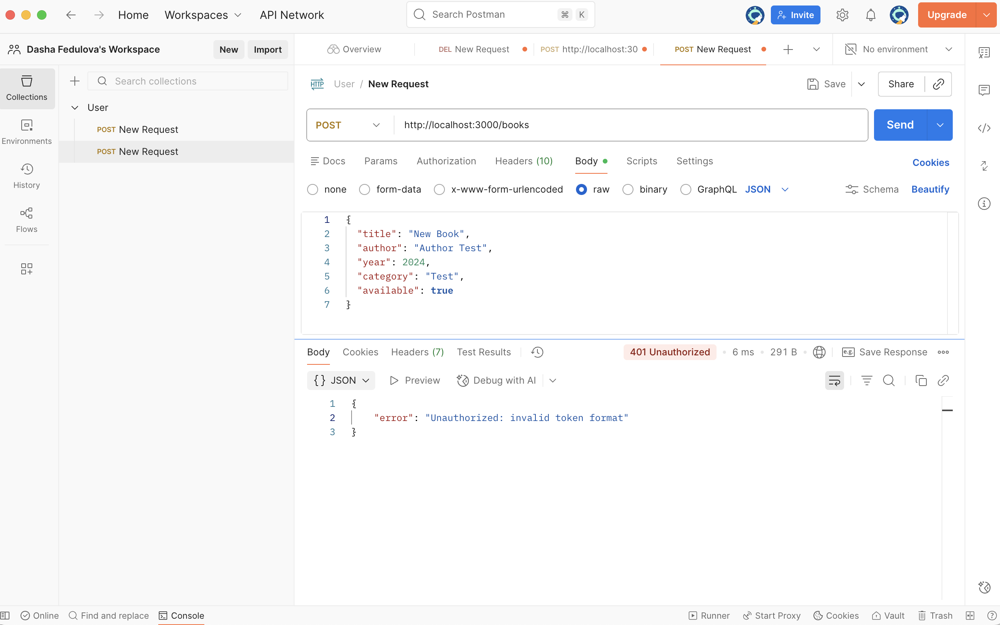 Home Workspaces API Network
Search Postman ⌘ K
Invite
Upgrade
Dasha Fedulova's Workspace New Import
Overview DEL New Request POST http://localhost:30 POST New Request No environment
Collections
Environments
History
Flows
Search collections
User
POST New Request
POST New Request
HTTP User / New Request Save Share
POST http://localhost:3000/books Send
Docs Params Authorization Headers (10) Body Scripts Settings Cookies
none form-data x-www-form-urlencoded raw binary GraphQL JSON Schema Beautify
1 {
2 "title": "New Book",
3 "author": "Author Test",
4 "year": 2024,
5 "category": "Test",
6 "available": true
7 }
Body Cookies Headers (7) Test Results 401 Unauthorized • 6 ms • 291 B • e.g. Save Response
{} JSON Preview Debug with AI
1 {
2 "error": "Unauthorized: invalid token format"
3 }
Online Find and replace Console Runner Start Proxy Cookies Vault Trash